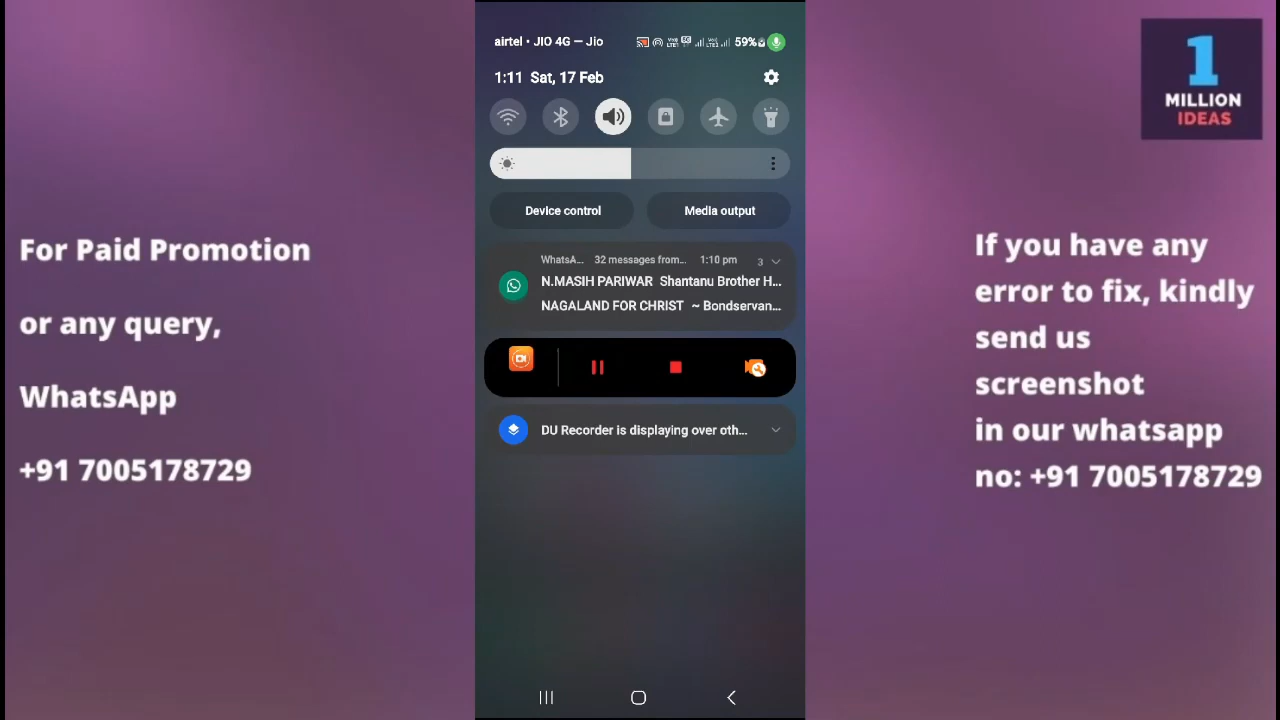 For Paid Promotion
or any query,
WhatsApp
+91 7005178729
airtel • JIO 4G — Jio
59%
1:11 Sat, 17 Feb
Device control
Media output
WhatsA... 32 messages from... 1:10 pm 3
N.MASIH PARIWAR Shantanu Brother H...
NAGALAND FOR CHRIST ~ Bondservan...
DU Recorder is displaying over oth...
1
MILLION
IDEAS
If you have any
error to fix, kindly
send us
screenshot
in our whatsapp
no: +91 7005178729